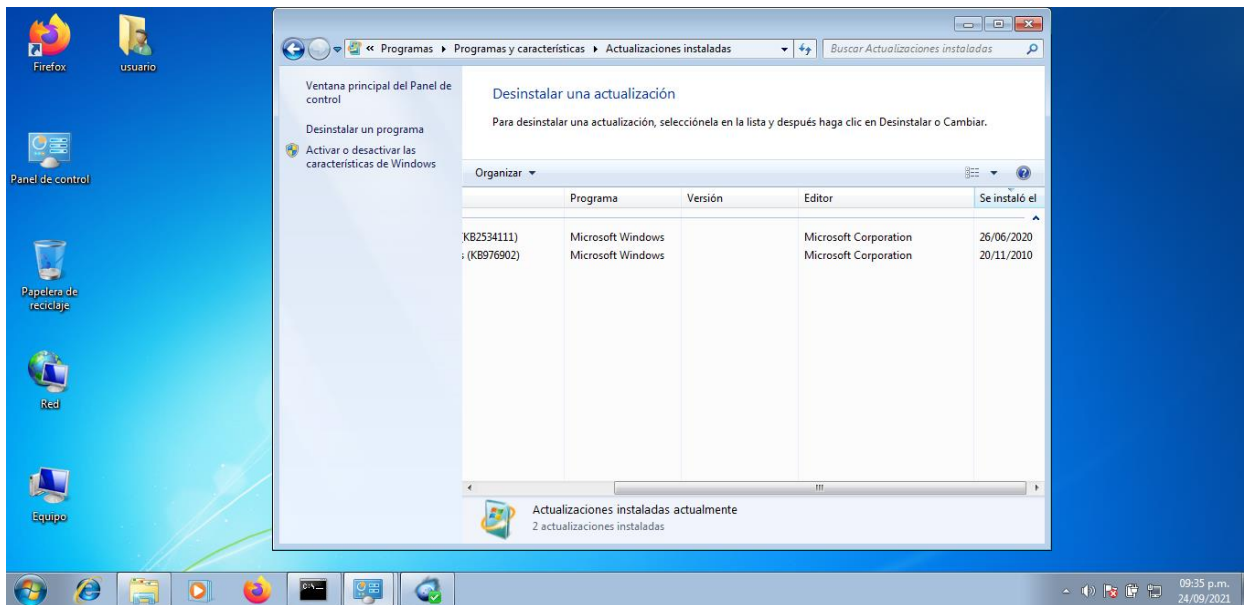 Firefox
usuario
Panel de control
Papelera de
reciclaje
Red
Equipo
« Programas ▸ Programas y características ▸ Actualizaciones instaladas
Buscar Actualizaciones instaladas
Ventana principal del Panel de
control
Desinstalar un programa
Activar o desactivar las
características de Windows
Desinstalar una actualización
Para desinstalar una actualización, selecciónela en la lista y después haga clic en Desinstalar o Cambiar.
Organizar
Programa Versión Editor Se instaló el
(KB2534111) Microsoft Windows Microsoft Corporation 26/06/2020
s (KB976902) Microsoft Windows Microsoft Corporation 20/11/2010
Actualizaciones instaladas actualmente
2 actualizaciones instaladas
09:35 p.m.
24/09/2021